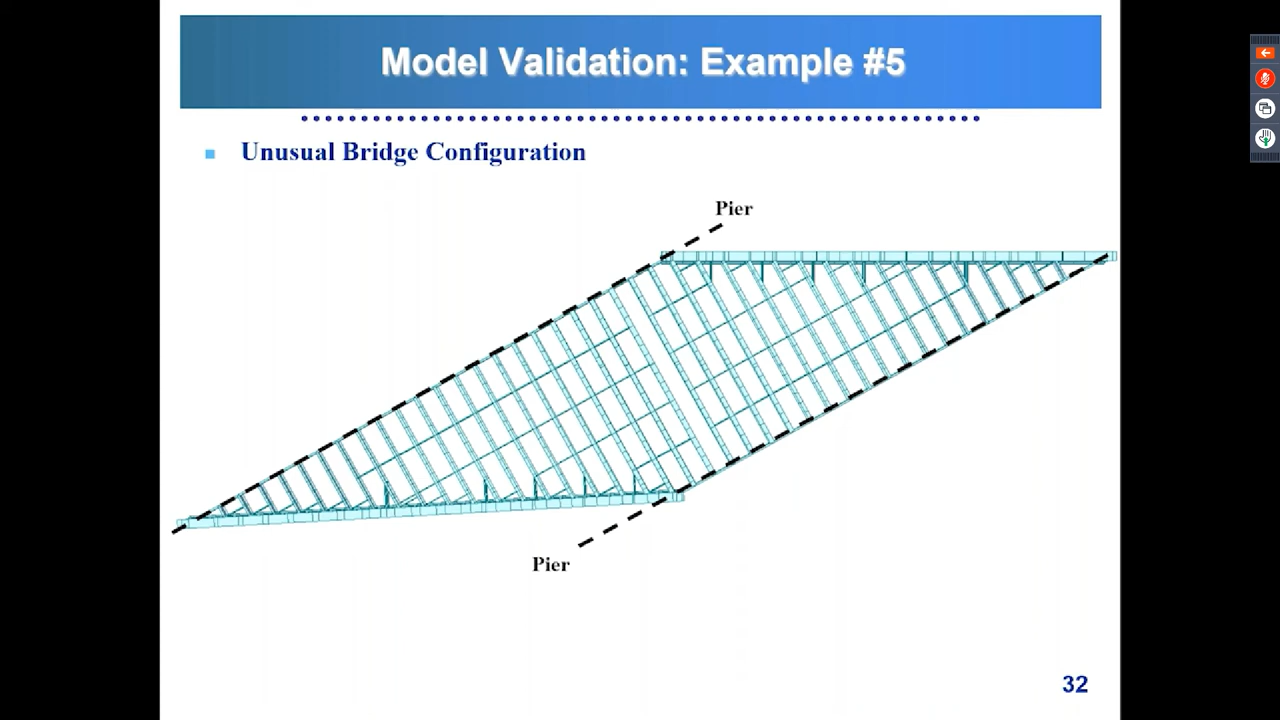 Model Validation: Example #5
Unusual Bridge Configuration
Pier
Pier
32